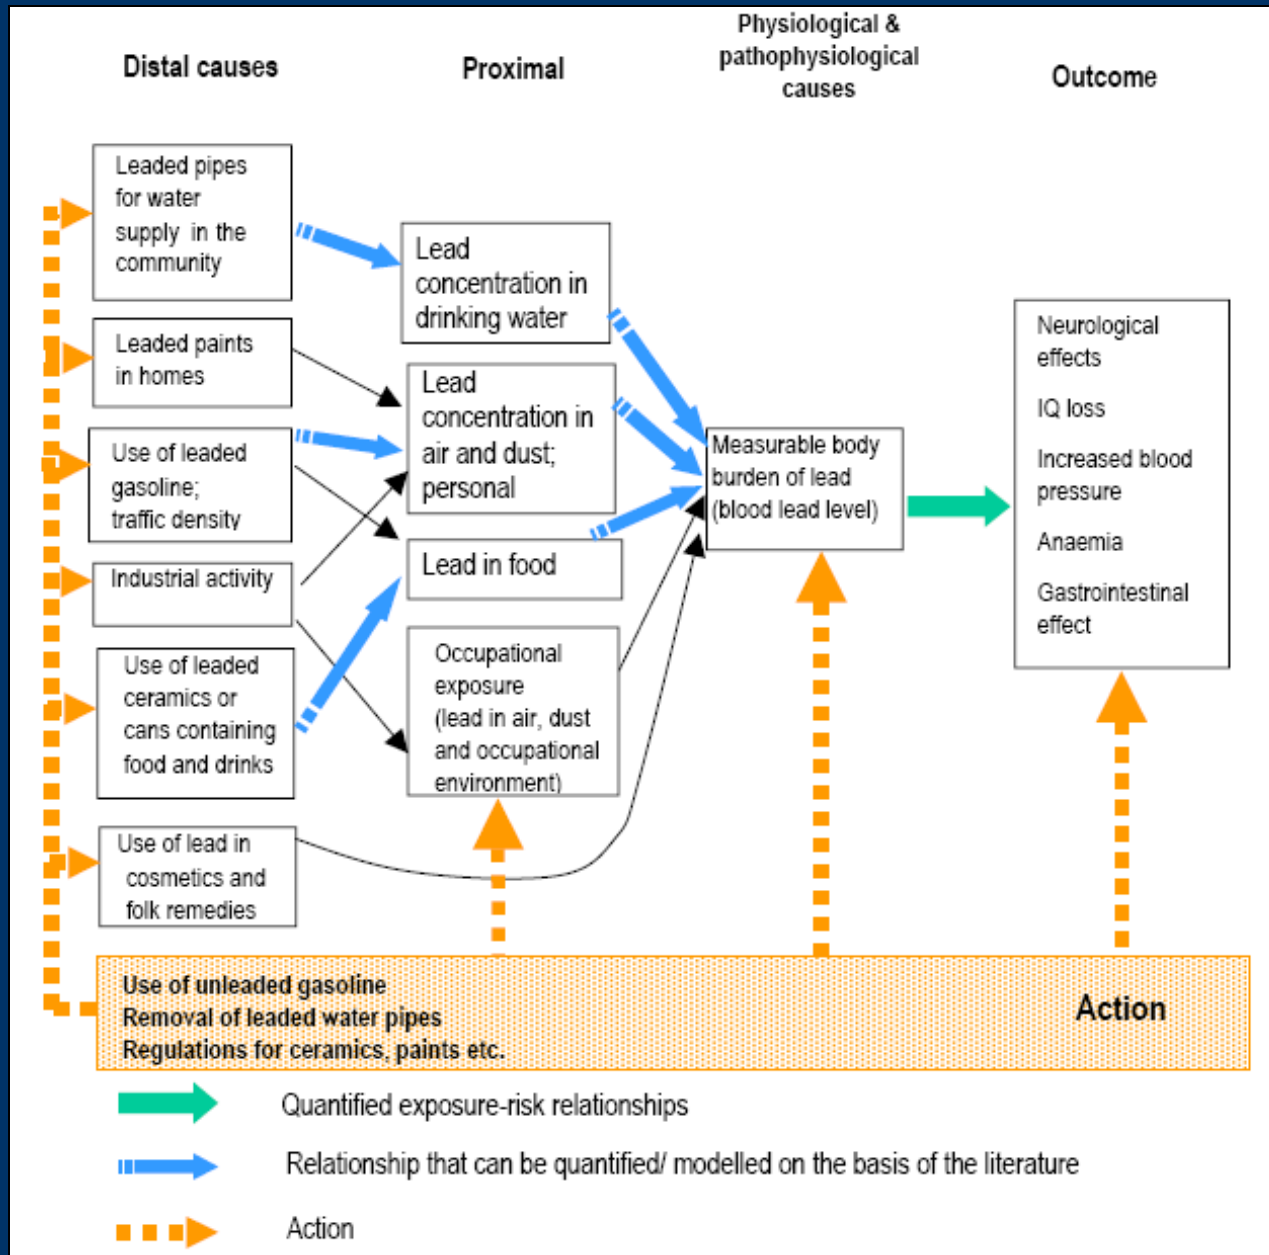 Distal causes
Proximal
Physiological &
pathophysiological
causes
Outcome
Leaded pipes
for water
supply in the
community
Leaded paints
in homes
Use of leaded
gasoline;
traffic density
Industrial activity
Use of leaded
ceramics or
cans containing
food and drinks
Use of lead in
cosmetics and
folk remedies
Lead
concentration in
drinking water
Lead
concentration in
air and dust;
personal
Lead in food
Occupational
exposure
(lead in air, dust
and occupational
environment)
Measurable body
burden of lead
(blood lead level)
Neurological
effects
IQ loss
Increased blood
pressure
Anaemia
Gastrointestinal
effect
Use of unleaded gasoline
Removal of leaded water pipes
Regulations for ceramics, paints etc.
Action
Quantified exposure-risk relationships
Relationship that can be quantified/ modelled on the basis of the literature
Action